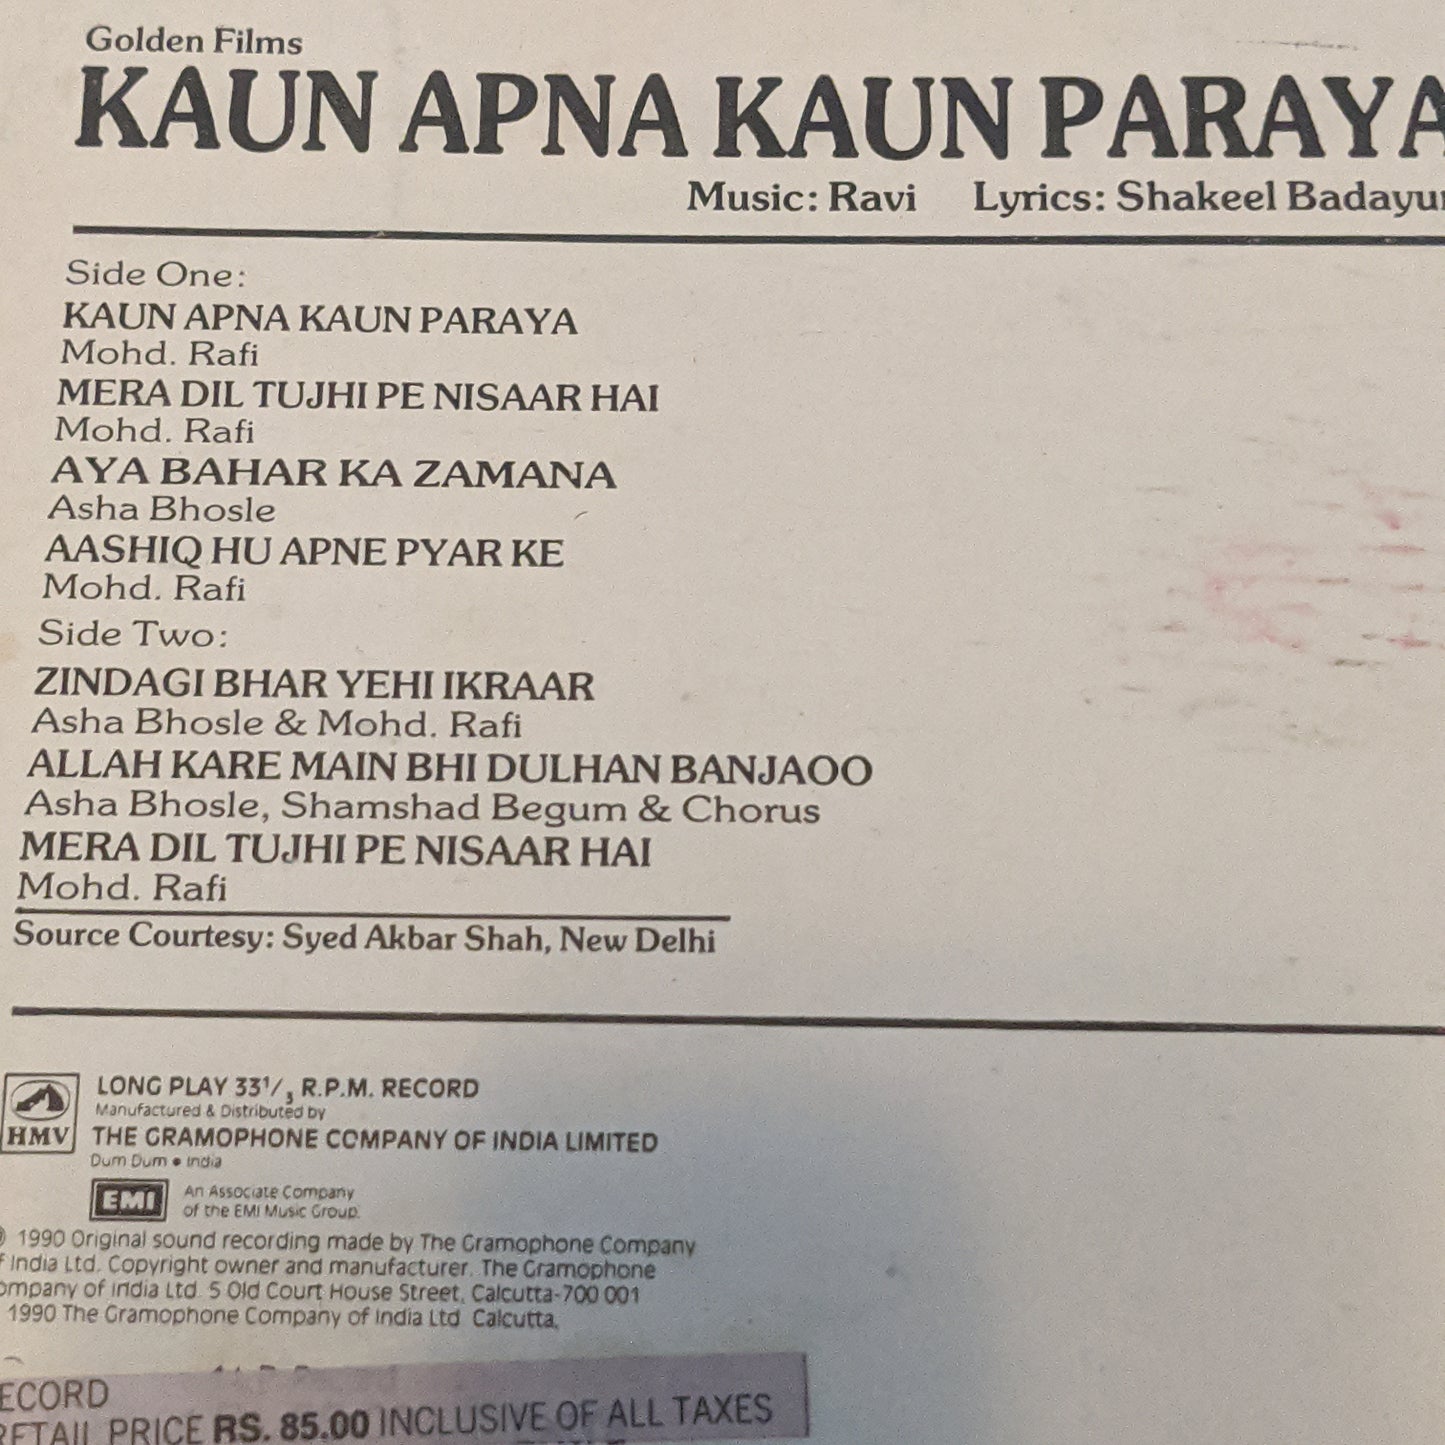 Golden Films
KAUN APNA KAUN PARAYA
Music: Ravi Lyrics: Shakeel
Side One:
KAUN APNA KAUN PARAYA
Mohd. Rafi
MERA DIL TUJHI PE NISAAR HAI
Mohd. Rafi
AYA BAHAR KA ZAMANA
Asha Bhosle
AASHIQ HU APNE PYAR KE
Mohd. Rafi
Side Two:
ZINDAGI BHAR YEHI IKRAAR
Asha Bhosle & Mohd. Rafi
ALLAH KARE MAIN BHI DULHAN BANJAOO
Asha Bhosle, Shamshad Begum & Chorus
MERA DIL TUJHI PE NISAAR HAI
Mohd. Rafi
Source Courtesy: Syed Akbar Shah, New Delhi
LONG PLAY 33 1/3 R.P.M. RECORD
Manufactured & Distributed by
HMV THE GRAMOPHONE COMPANY OF INDIA LIMITED
Dum Dum • India
EMI An Associate Company
of the EMI Music Group.
1990 Original sound recording made by The Gramophone Company
India Ltd. Copyright owner and manufacturer. The Gramophone
of India Ltd. 5 Old Court House Street, Calcutta-700 001
1990 The Gramophone Company of India Ltd Calcutta.
ECORD
RETAIL PRICE RS. 85.00 INCLUSIVE OF ALL TAXES